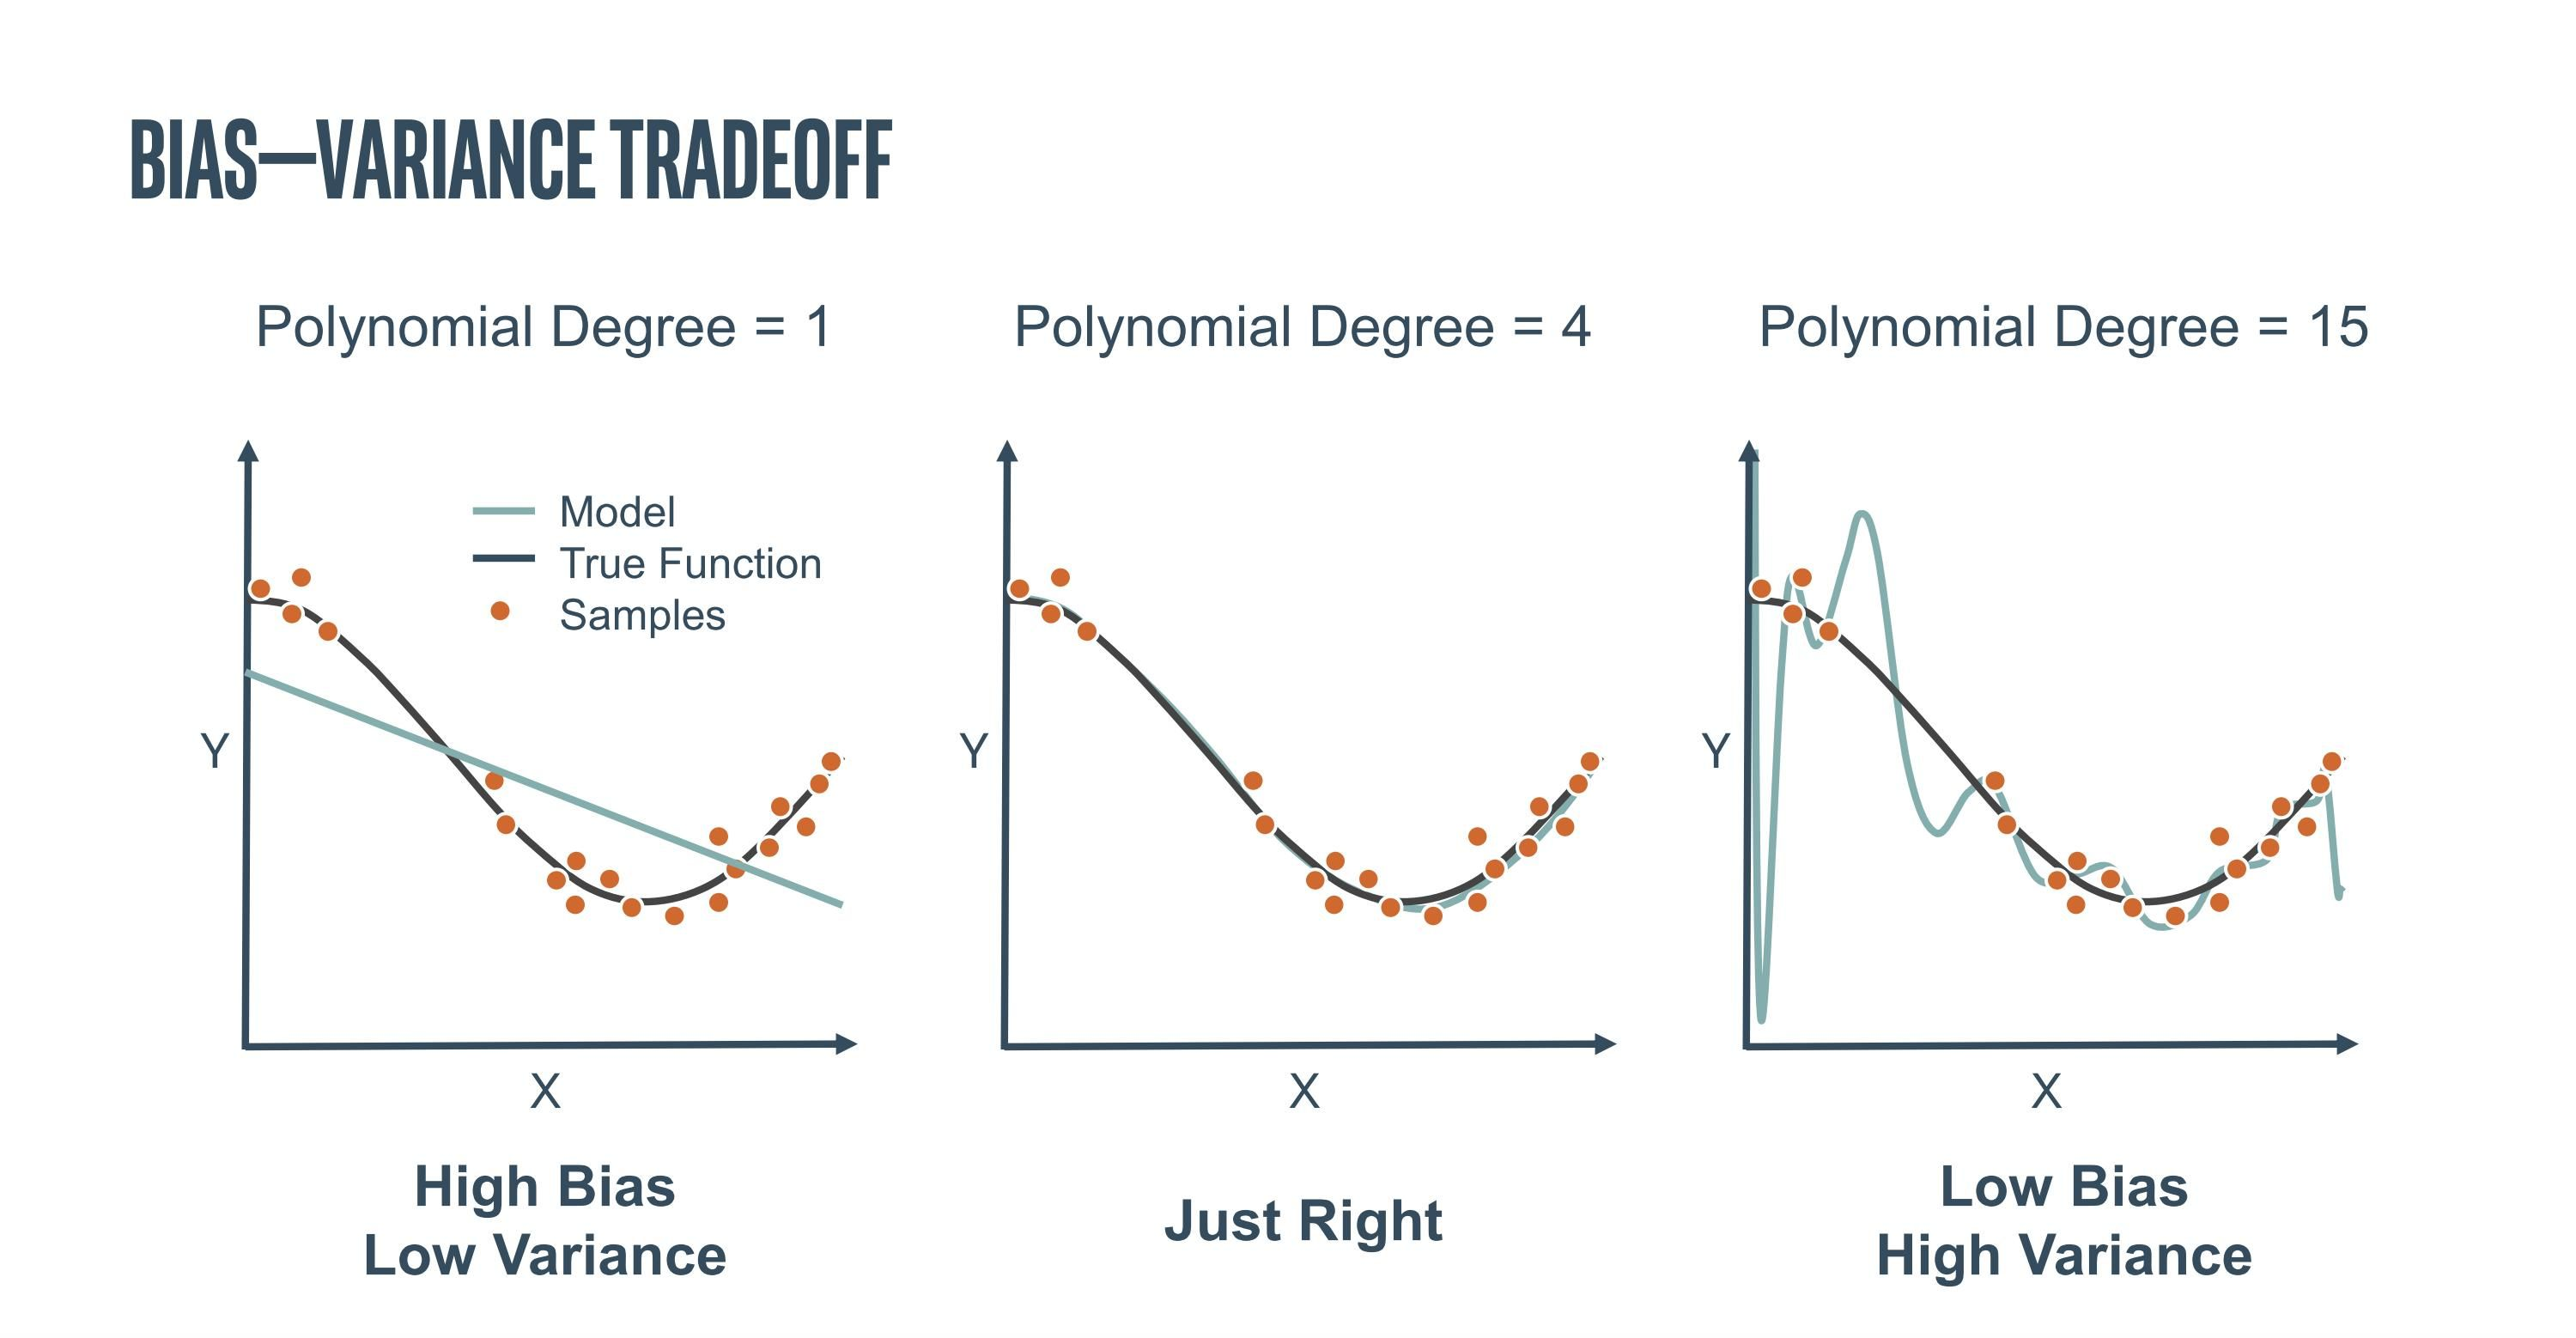 BIAS—VARIANCE TRADEOFF
Polynomial Degree = 1
Polynomial Degree = 4
Polynomial Degree = 15
Model
True Function
Samples
Y
X
Y
X
Y
X
High Bias
Low Variance
Just Right
Low Bias
High Variance